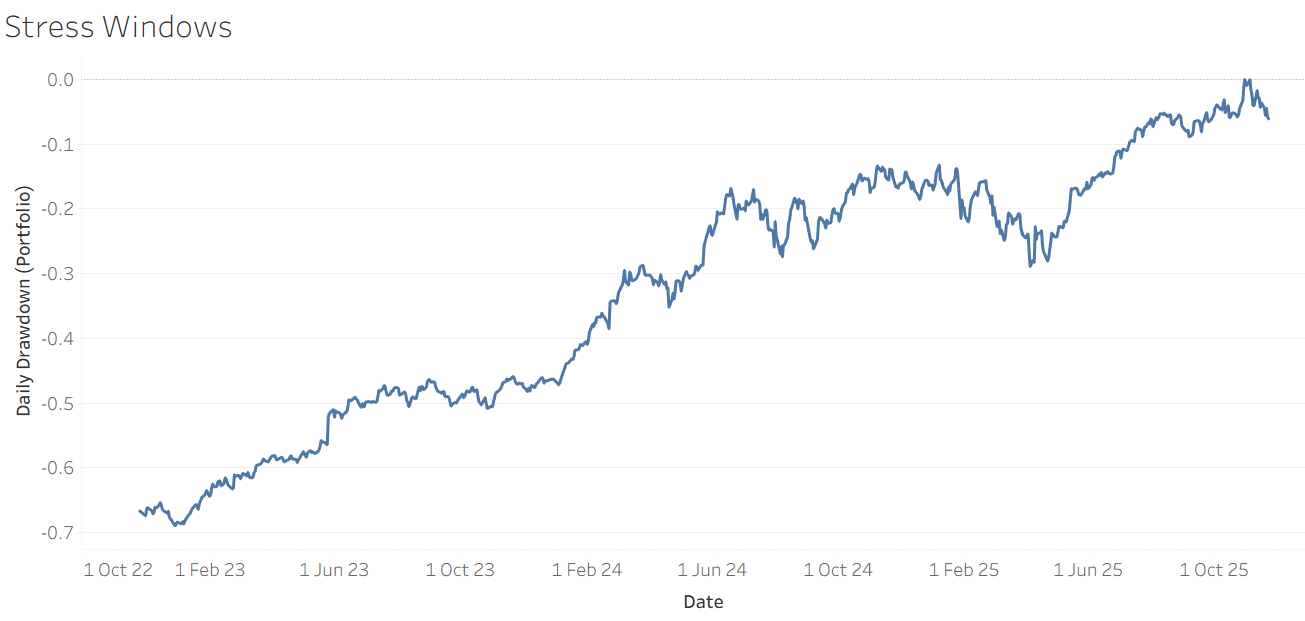 Stress Windows
0.0
-0.1
-0.2
-0.3
-0.4
-0.5
-0.6
-0.7
Daily Drawdown (Portfolio)
1 Oct 22
1 Feb 23
1 Jun 23
1 Oct 23
1 Feb 24
1 Jun 24
1 Oct 24
1 Feb 25
1 Jun 25
1 Oct 25
Date